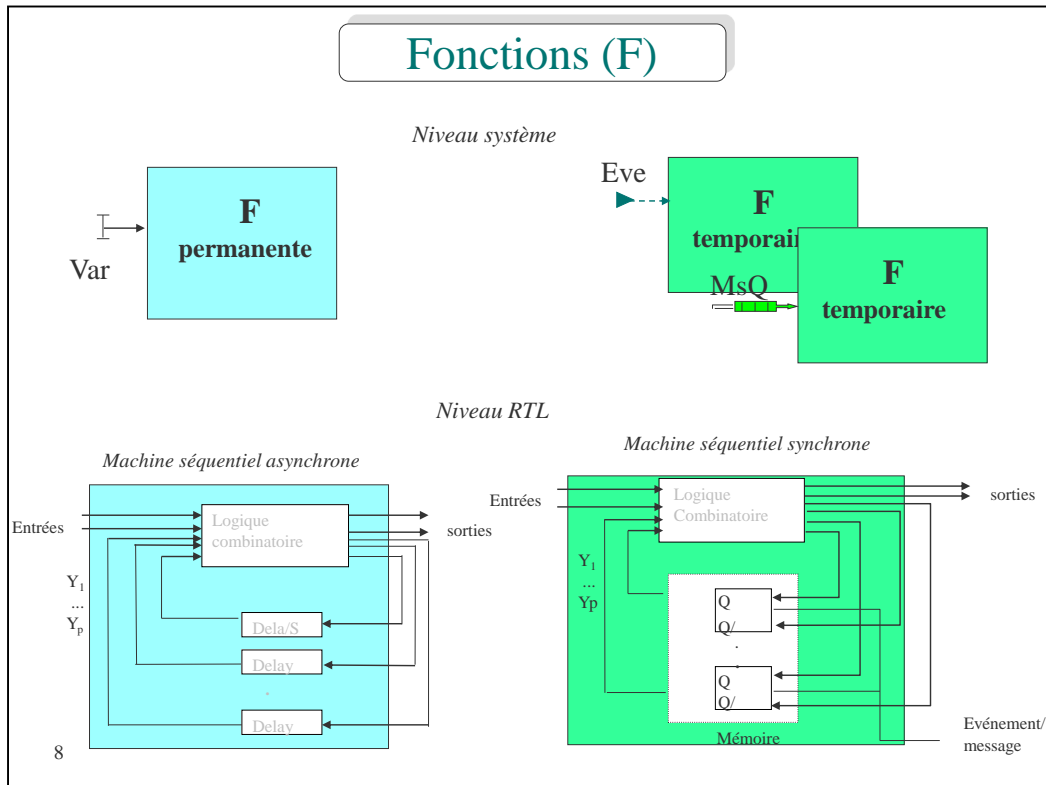 Fonctions (F)
Niveau système
F
permanente
Var
Eve
F
temporair
MsQ
F
temporaire
Niveau RTL
Machine séquentiel asynchrone
Entrées
Logique
combinatoire
sorties
Y1
...
Yp
Dela/S
Delay
.
Delay
Machine séquentiel synchrone
Entrées
Logique
Combinatoire
sorties
Y1
...
Yp
Q
Q/
.
.
Q
Q/
Mémoire
Evénement/
message
8